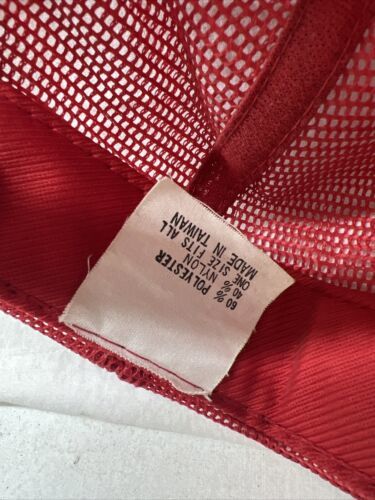 60% POLYESTER
40% NYLON
ONE SIZE FITS ALL
MADE IN TAIWAN